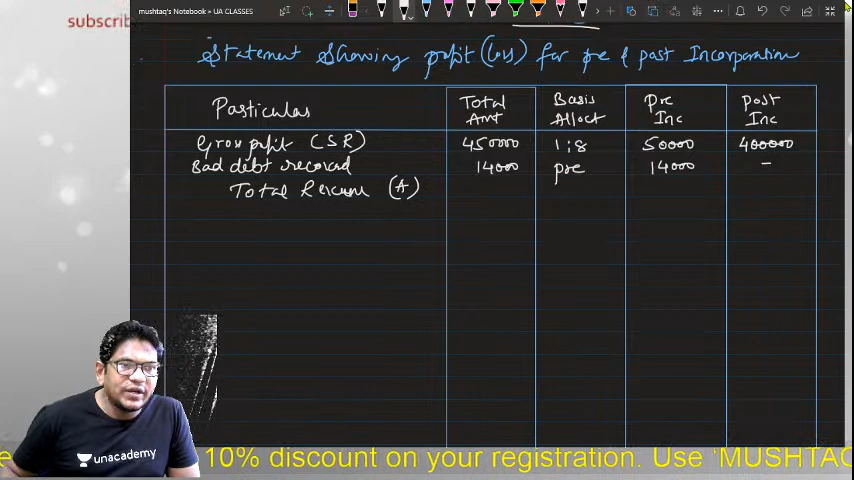 mushtaq's Notebook » UA CLASSES
subscrib
Statement Showing profit (loss) for pre & post Incorporation
Particulas Total Amt Basis Alloct Pre Inc post Inc
Gross profit (SR) 450000 1:8 50000 400000
Bad debt recovered 14000 pre 14000 -
Total Revenue (A)
unacademy
10% discount on your registration. Use 'MUSHTAQ